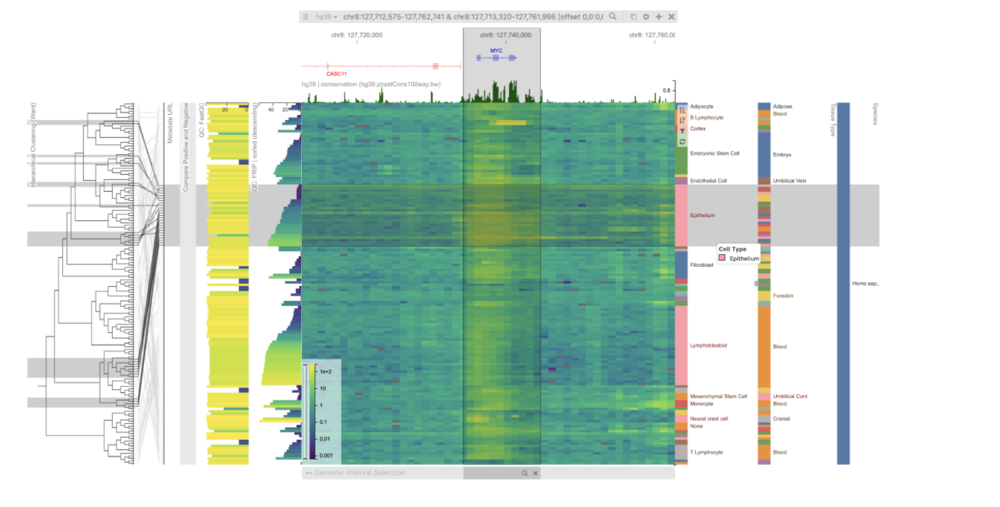 hg38
chr8:127,712,575-127,762,741 & chr8:127,713,320-127,761,996 [offset 0,0:0,0
chr8: 127,720,000
chr8: 127,740,000
chr8: 127,760,0
MYC
CASC11
hg38 | conservation (hg38.phastCons100way.bw)
0.5
Hierarchical Clustering (Ward)
Metadata URL
Compare Positive and Negative
QC: FastQC
20
0
QC: FRIP | sorted (descending)
40
20
Tissue Type
Species
Adipocyte
Adipose
B Lymphocyte
Blood
Cortex
Embryonic Stem Cell
Embryo
Endothelial Cell
Umbilical Vein
Epithelium
Cell Type
Epithelium
Fibroblast
Homo sap..
Foreskin
Lymphoblastoid
Blood
1e+2
10
1
0.1
0.01
0.001
Mesenchymal Stem Cell
Umbilical Cord
Monocyte
Blood
Neural crest cell
Cranial
None
T Lymphocyte
Blood
Genomic Interval Selection